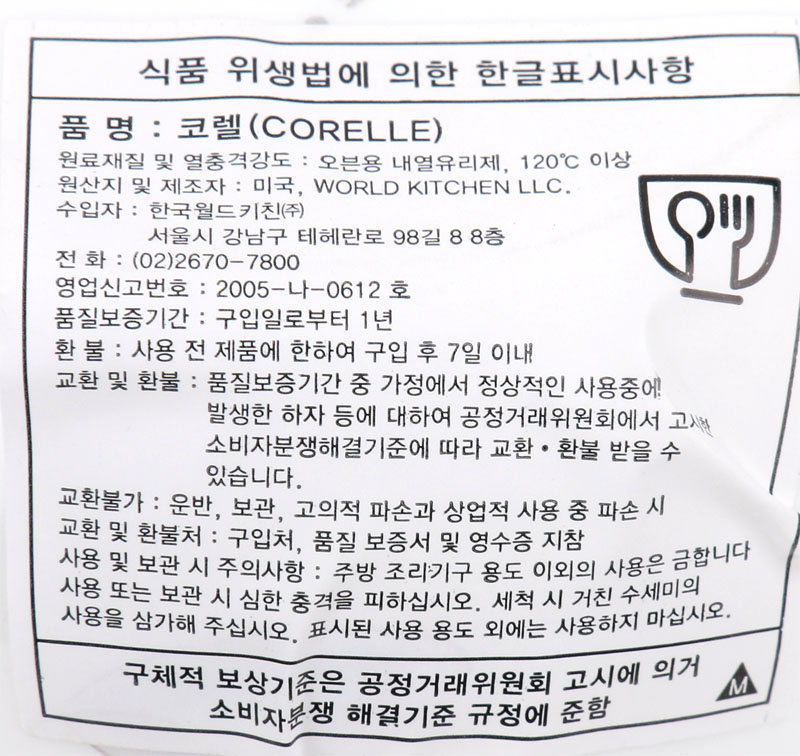 식품 위생법에 의한 한글표시사항
품 명 : 코렐(CORELLE)
원료재질 및 열충격강도 : 오븐용 내열유리제, 120℃ 이상
원산지 및 제조자 : 미국, WORLD KITCHEN LLC.
수입자 : 한국월드키친㈜
서울시 강남구 테헤란로 98길 8 8층
전 화 : (02)2670-7800
영업신고번호 : 2005-나-0612 호
품질보증기간 : 구입일로부터 1년
환 불 : 사용 전 제품에 한하여 구입 후 7일 이내
교환 및 환불 : 품질보증기간 중 가정에서 정상적인 사용중에
발생한 하자 등에 대하여 공정거래위원회에서 고시한
소비자분쟁해결기준에 따라 교환·환불 받을 수
있습니다.
교환불가 : 운반, 보관, 고의적 파손과 상업적 사용 중 파손 시
교환 및 환불처 : 구입처, 품질 보증서 및 영수증 지참
사용 및 보관 시 주의사항 : 주방 조리기구 용도 이외의 사용은 금합니다
사용 또는 보관 시 심한 충격을 피하십시오. 세척 시 거친 수세미의
사용을 삼가해 주십시오. 표시된 사용 용도 외에는 사용하지 마십시오.
구체적 보상기준은 공정거래위원회 고시에 의거
소비자분쟁 해결기준 규정에 준함
M